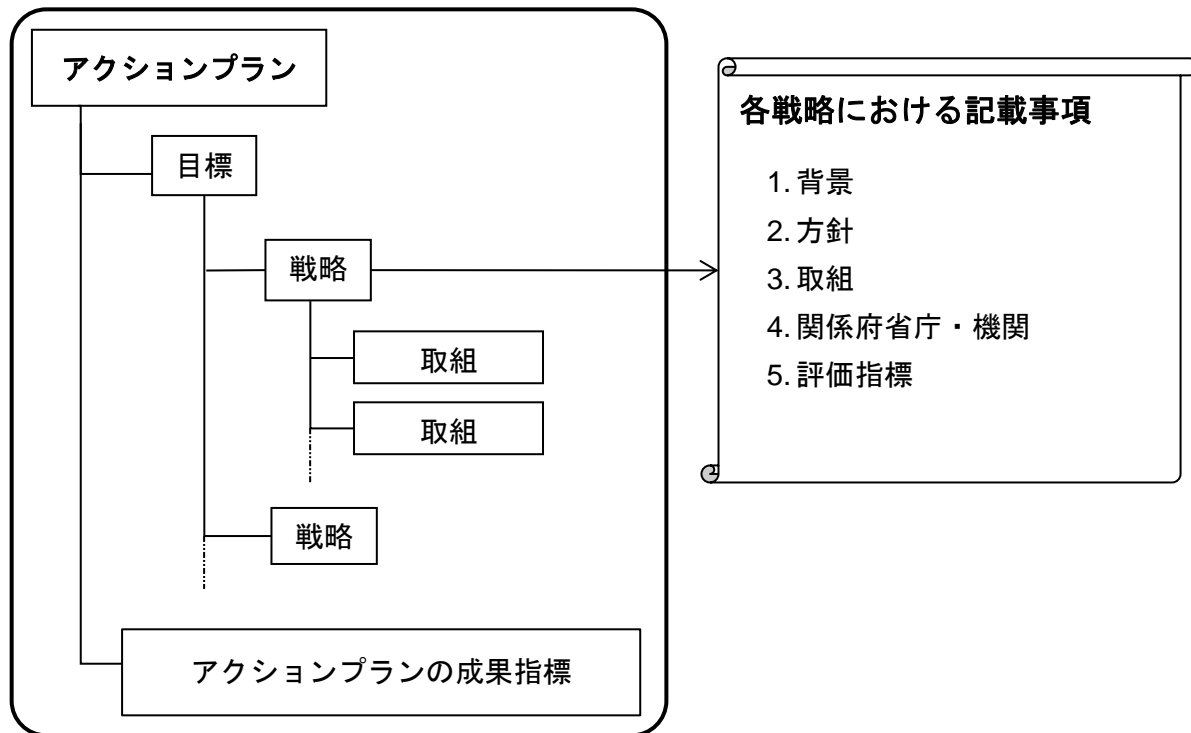 アクションプラン
目標
戦略
取組
取組
戦略
アクションプランの成果指標
各戦略における記載事項
1. 背景
2. 方針
3. 取組
4. 関係府省庁・機関
5. 評価指標